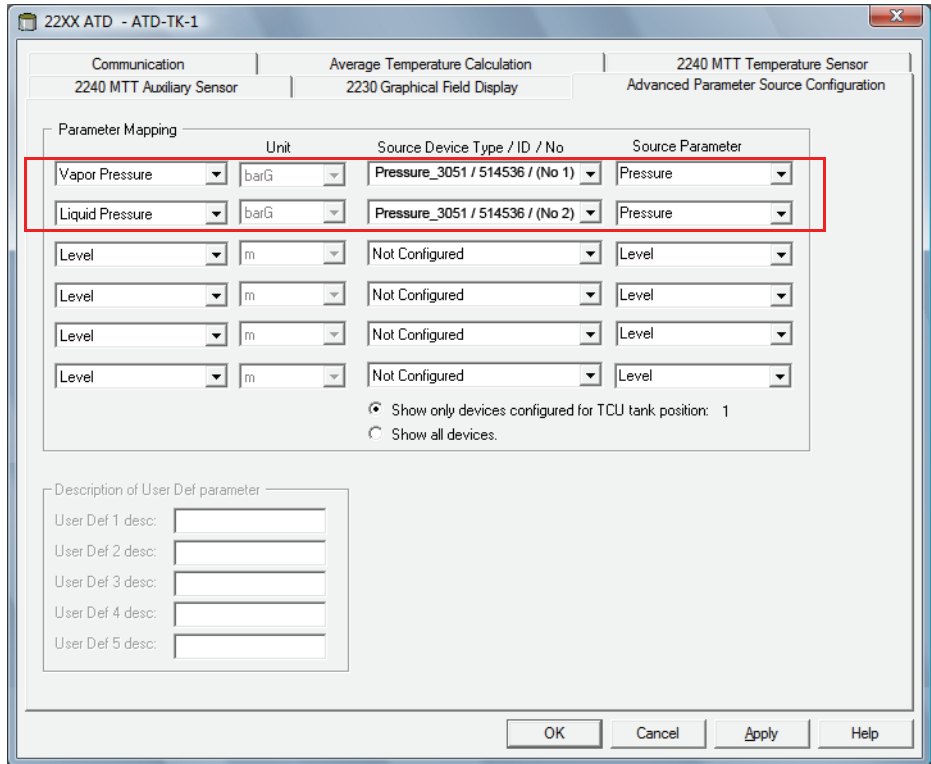 22XX ATD - ATD-TK-1
Communication Average Temperature Calculation 2240 MTT Temperature Sensor
2240 MTT Auxiliary Sensor 2230 Graphical Field Display Advanced Parameter Source Configuration
Parameter Mapping
Unit Source Device Type / ID / No Source Parameter
Vapor Pressure barG Pressure_3051 / 514536 / (No 1) Pressure
Liquid Pressure barG Pressure_3051 / 514536 / (No 2) Pressure
Level m Not Configured Level
Level m Not Configured Level
Level m Not Configured Level
Level m Not Configured Level
Show only devices configured for TCU tank position: 1
Show all devices.
Description of User Def parameter
User Def 1 desc:
User Def 2 desc:
User Def 3 desc:
User Def 4 desc:
User Def 5 desc:
OK Cancel Apply Help